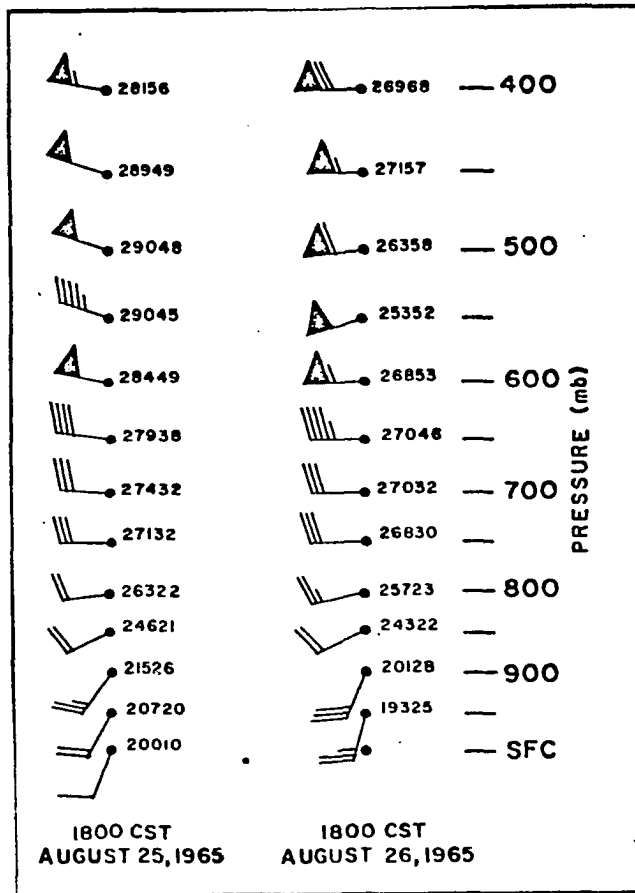 28156 26968 400
28949 27157
29048 26358 500
29045 25352
28449 26853 600
27938 27046
27432 27032 700
27132 26830
26322 25723 800
24621 24322
21526 20128 900
20720 19325
20010 SFC
PRESSURE (mb)
1800 CST 1800 CST
AUGUST 25, 1965 AUGUST 26, 1965